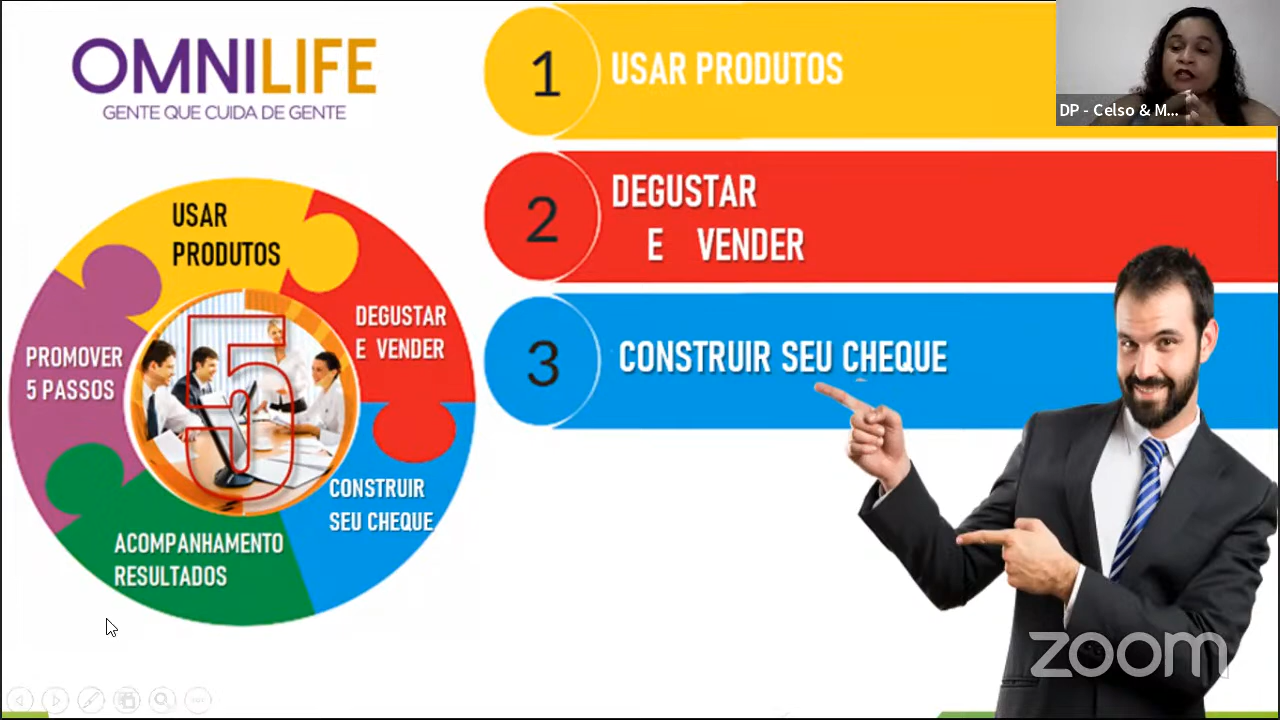 OMNILIFE
GENTE QUE CUIDA DE GENTE
1
USAR PRODUTOS
2
DEGUSTAR
E VENDER
3
CONSTRUIR SEU CHEQUE
USAR
PRODUTOS
DEGUSTAR
E VENDER
CONSTRUIR
SEU CHEQUE
ACOMPANHAMENTO
RESULTADOS
PROMOVER
5 PASSOS
5
DP - Celso & M...
zoom